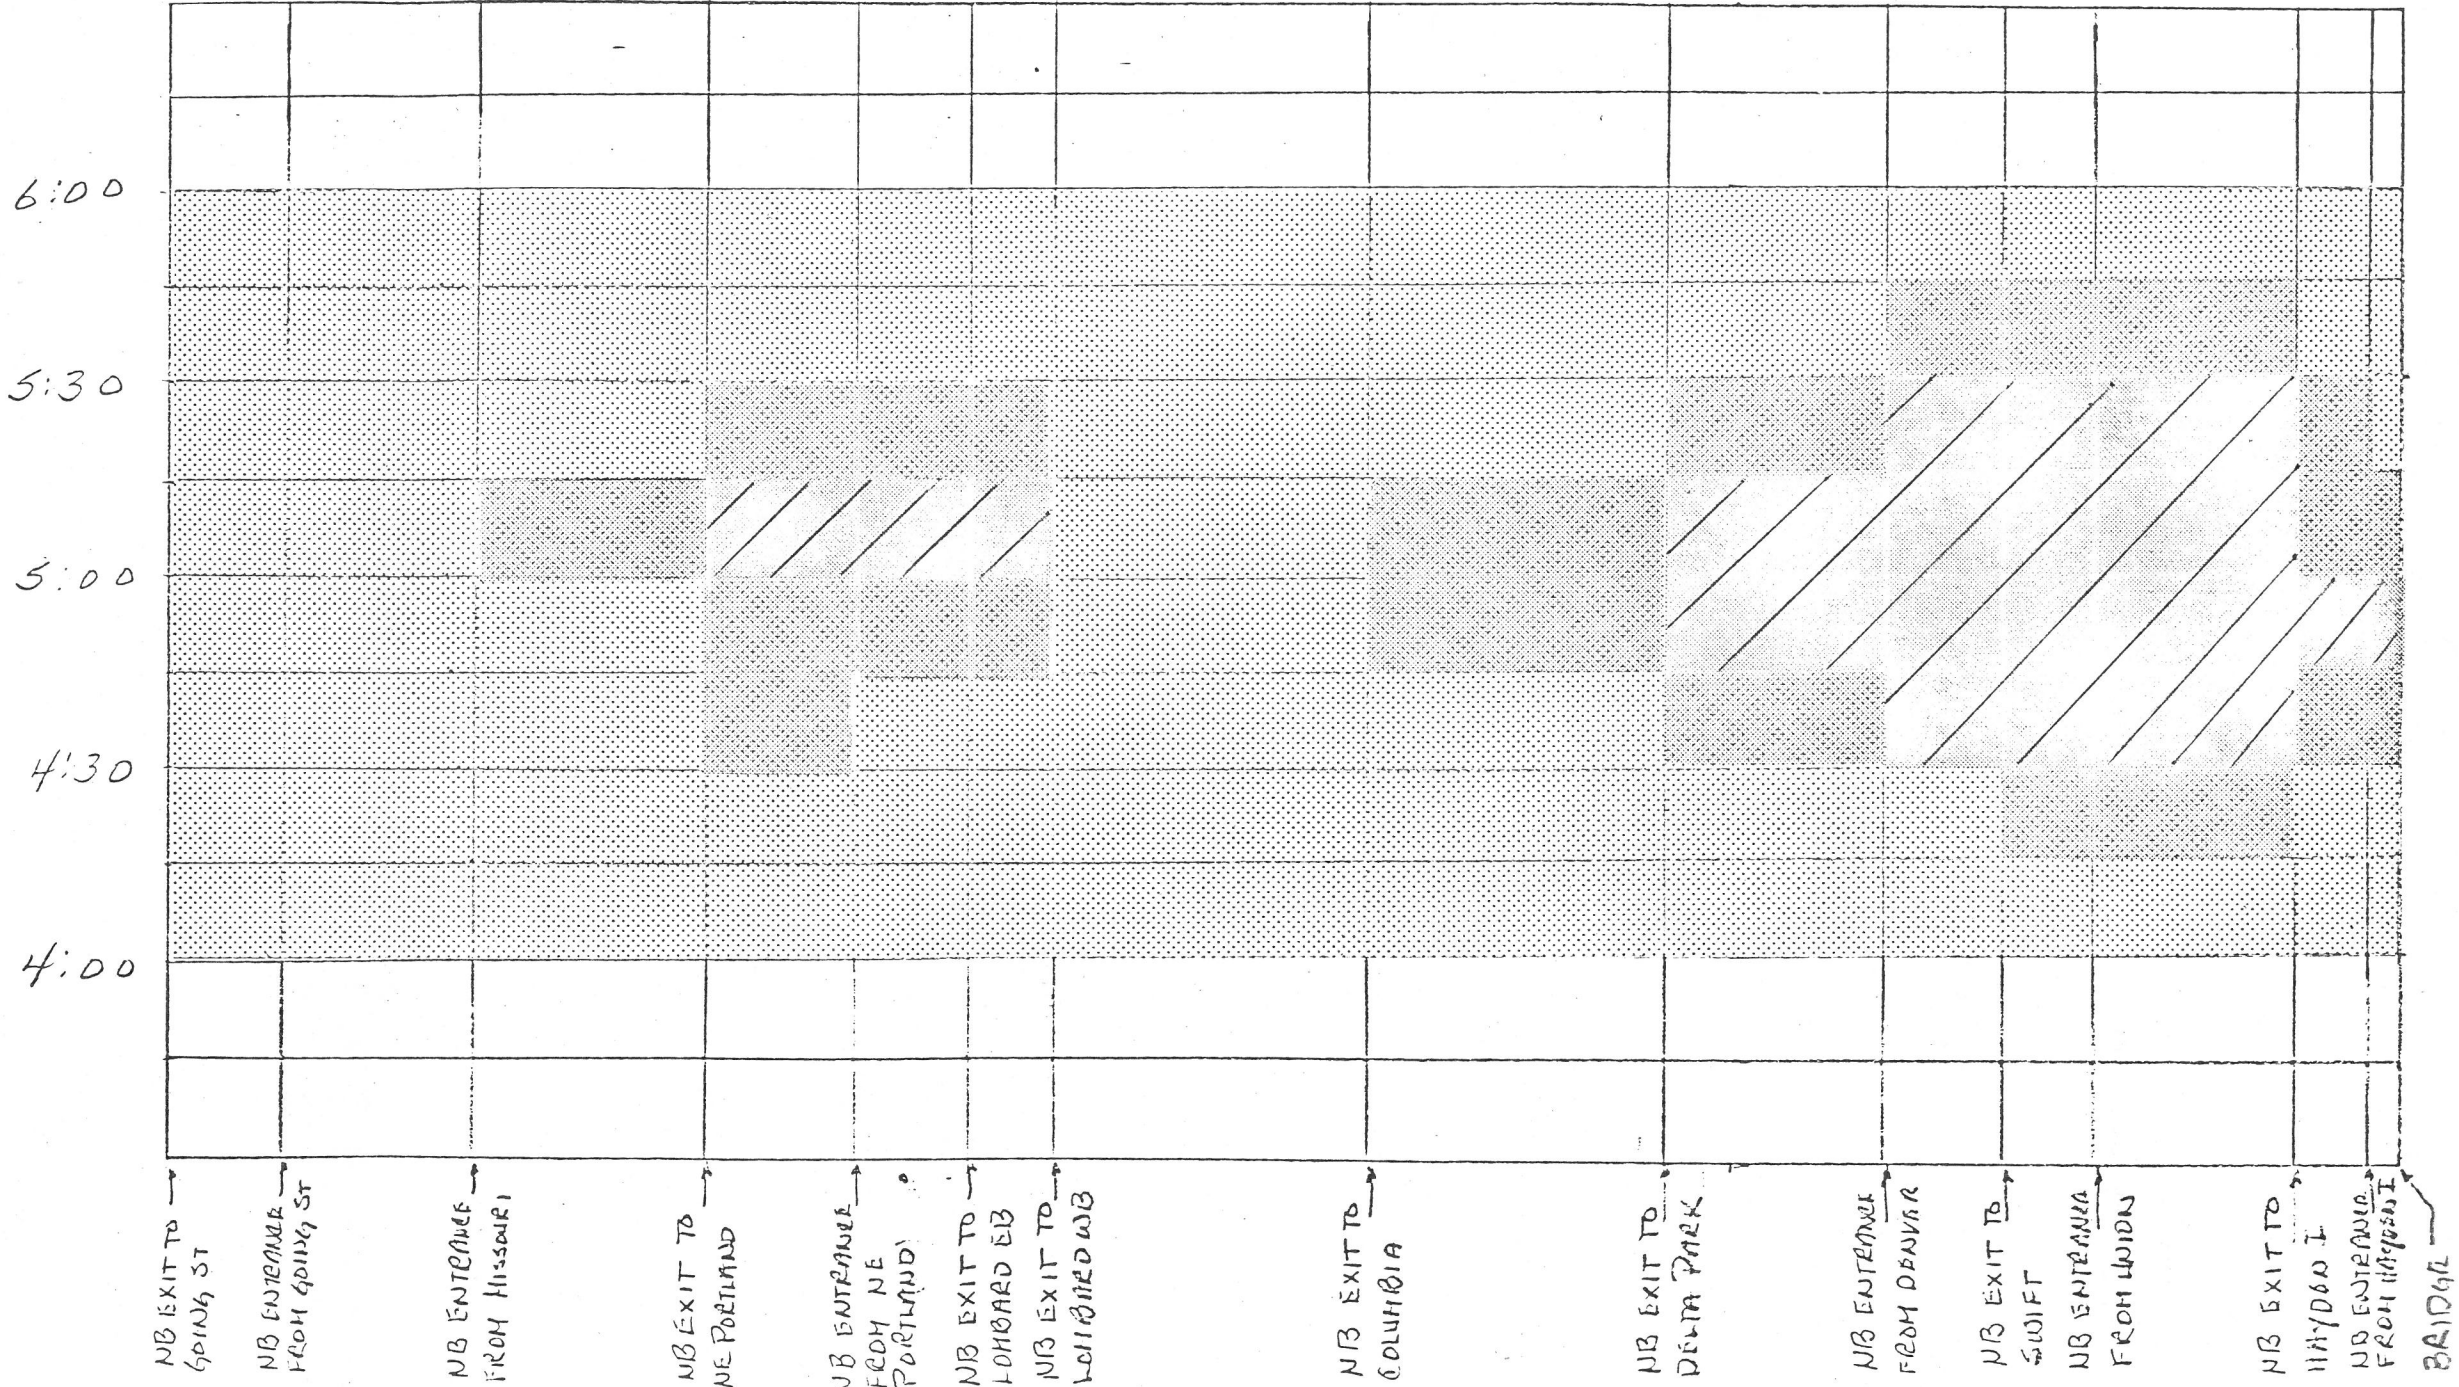 6:00
5:30
5:00
4:30
4:00
NB EXIT TO
GOING ST
NB ENTRANCE
FROM GOING ST
NB ENTRANCE
FROM MISSOURI
NB EXIT TO
NE PORTLAND
NB ENTRANCE
FROM NE
PORTLAND
NB EXIT TO
LOMBARD EB
NB EXIT TO
LOMBARD WB
NB EXIT TO
COLUMBIA
NB EXIT TO
DELTA PARK
NB ENTRANCE
FROM DENVER
NB EXIT TO
SWIFT
NB ENTRANCE
FROM UNION
NB EXIT TO
HAYDEN I
NB ENTRANCE
FROM HAYDEN I
BRIDGE